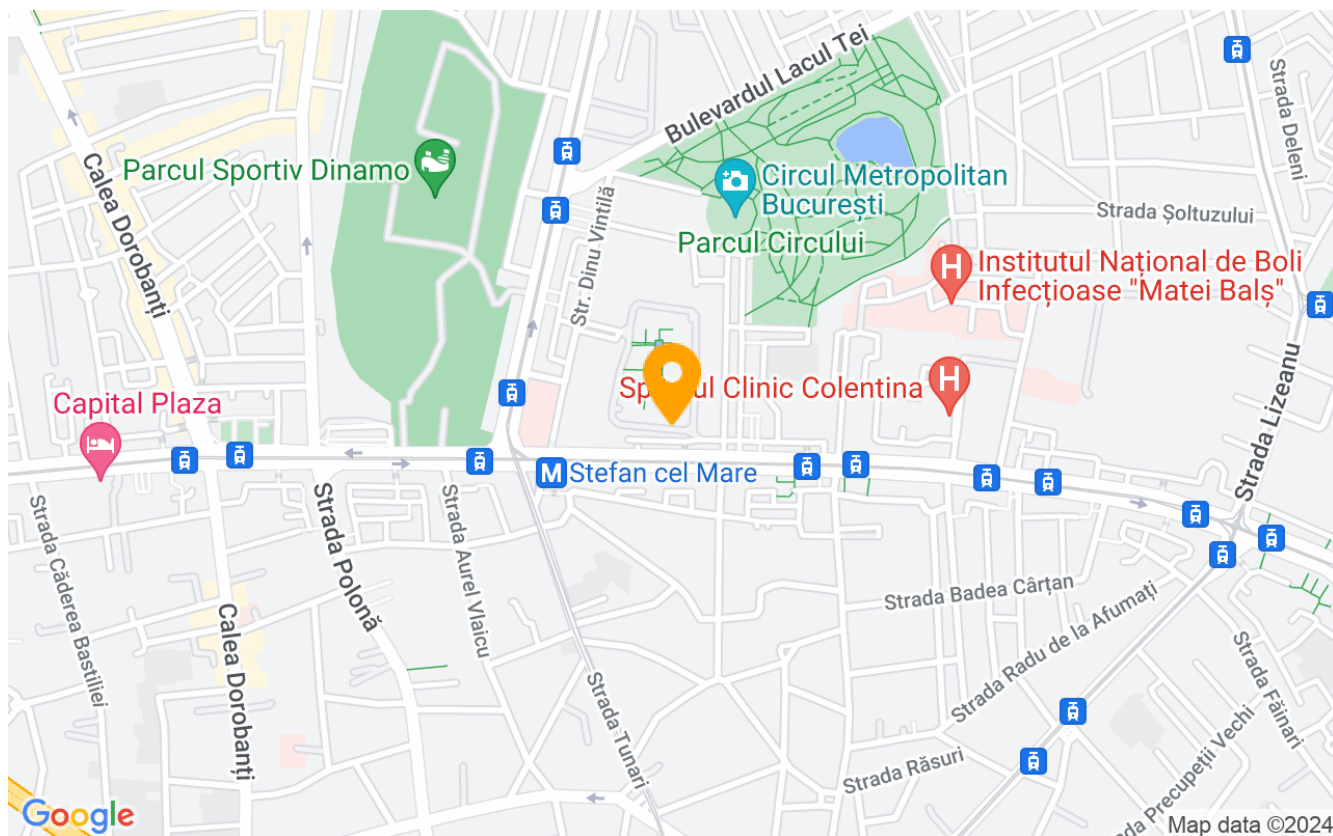 Bulevardul Lacul Tei
Strada Deleni
Calea Dorobanți
Parcul Sportiv Dinamo
Circul Metropolitan
București
Str. Dinu Vintilă
Strada Șoltuzului
Parcul Circului
H
Institutul Național de Boli
Infecțioase "Matei Balș"
Strada Lizeanu
Clinic Colentina
H
Capital Plaza
M
Stefan cel Mare
Strada Căderea Bastiliei
Strada Polonă
Strada Aurel Vlaicu
Strada Badea Cârțan
Strada Radu de la Afumați
Calea Dorobanți
Strada Tunari
Strada Făinari
Strada Răsuri
Precupeții Vechi
Google
Map data ©2024